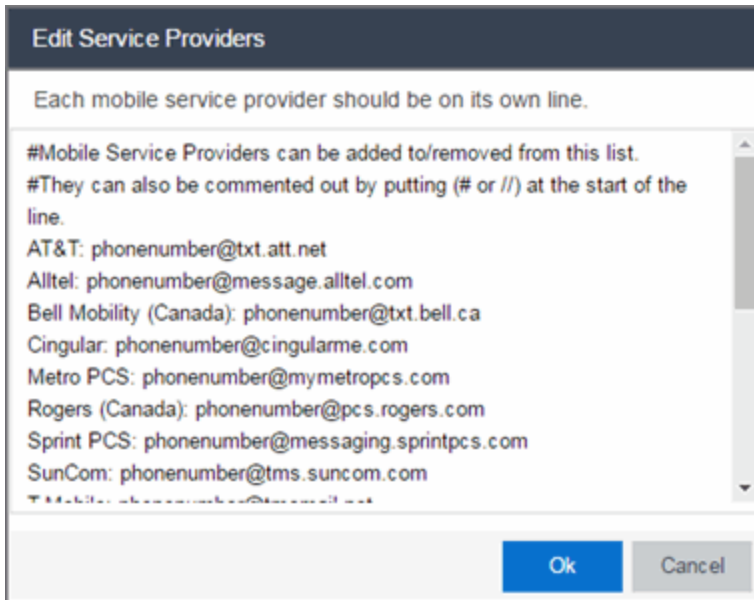 Edit Service Providers
Each mobile service provider should be on its own line.
#Mobile Service Providers can be added to/removed from this list.
#They can also be commented out by putting (# or //) at the start of the
line.
AT&T: phonenumber@txt.att.net
Alltel: phonenumber@message.alltel.com
Bell Mobility (Canada): phonenumber@txt.bell.ca
Cingular: phonenumber@cingularme.com
Metro PCS: phonenumber@mymetropcs.com
Rogers (Canada): phonenumber@pcs.rogers.com
Sprint PCS: phonenumber@messaging.sprintpcs.com
SunCom: phonenumber@tms.suncom.com
T-Mobile: phonenumber@tmomail.net
Ok Cancel